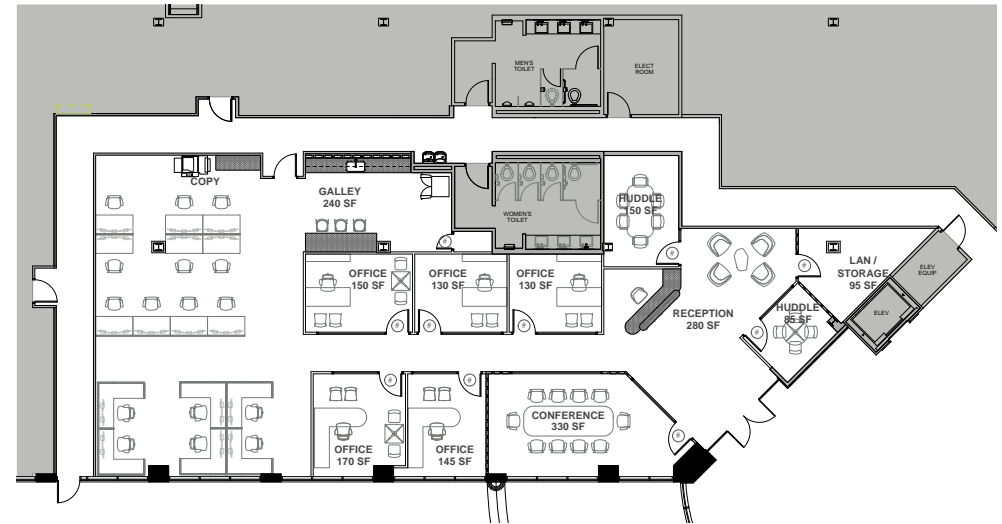 MEN'S
TOILET
ELECT
ROOM
COPY
GALLEY
240 SF
WOMEN'S
TOILET
HUDDLE
150 SF
OFFICE
150 SF
OFFICE
130 SF
OFFICE
130 SF
RECEPTION
280 SF
LAN /
STORAGE
95 SF
ELEV
EQUIP
ELEV
HUDDLE
85 SF
OFFICE
170 SF
OFFICE
145 SF
CONFERENCE
330 SF